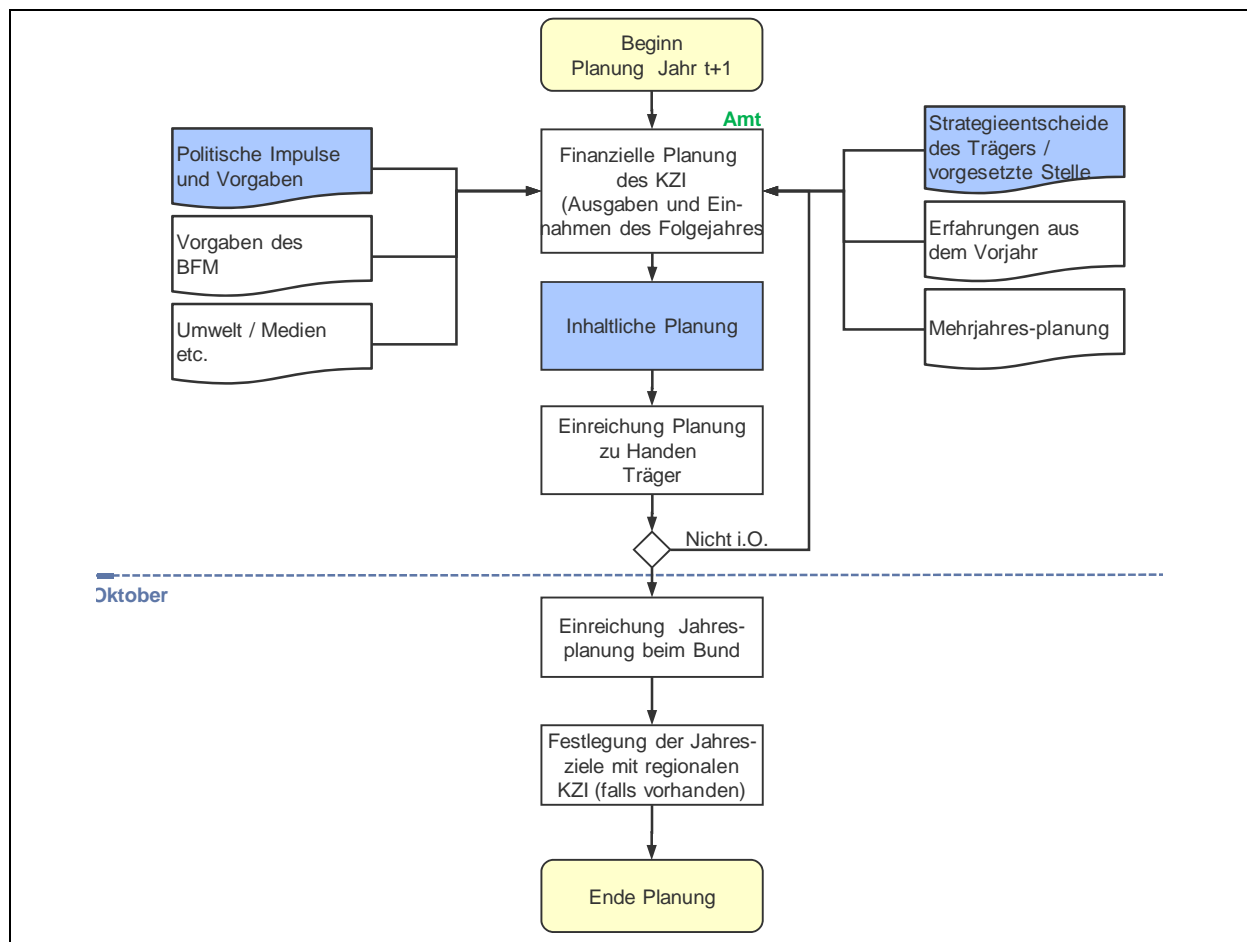 Beginn
Planung Jahr t+1
Amt
Politische Impulse
und Vorgaben
Vorgaben des
BFM
Umwelt / Medien
etc.
Finanzielle Planung
des KZI
(Ausgaben und Ein-
nahmen des Folgejahres
Strategieentscheide
des Trägers /
vorgesetzte Stelle
Erfahrungen aus
dem Vorjahr
Mehrjahres-planung
Inhaltliche Planung
Einreichung Planung
zu Handen
Träger
Nicht i.O.
Oktober
Einreichung Jahres-
planung beim Bund
Festlegung der Jahres-
ziele mit regionalen
KZI (falls vorhanden)
Ende Planung